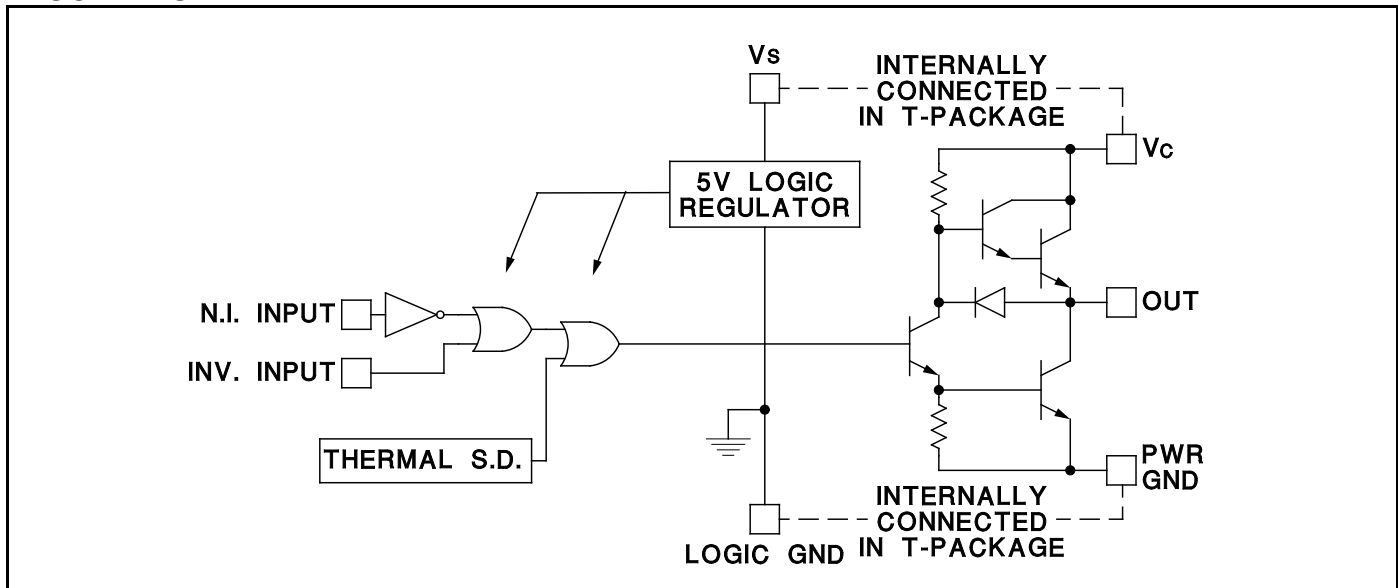 Vs
INTERNALLY
CONNECTED
IN T-PACKAGE
Vc
5V LOGIC
REGULATOR
N.I. INPUT
OUT
INV. INPUT
THERMAL S.D.
PWR
GND
INTERNALLY
CONNECTED
IN T-PACKAGE
LOGIC GND